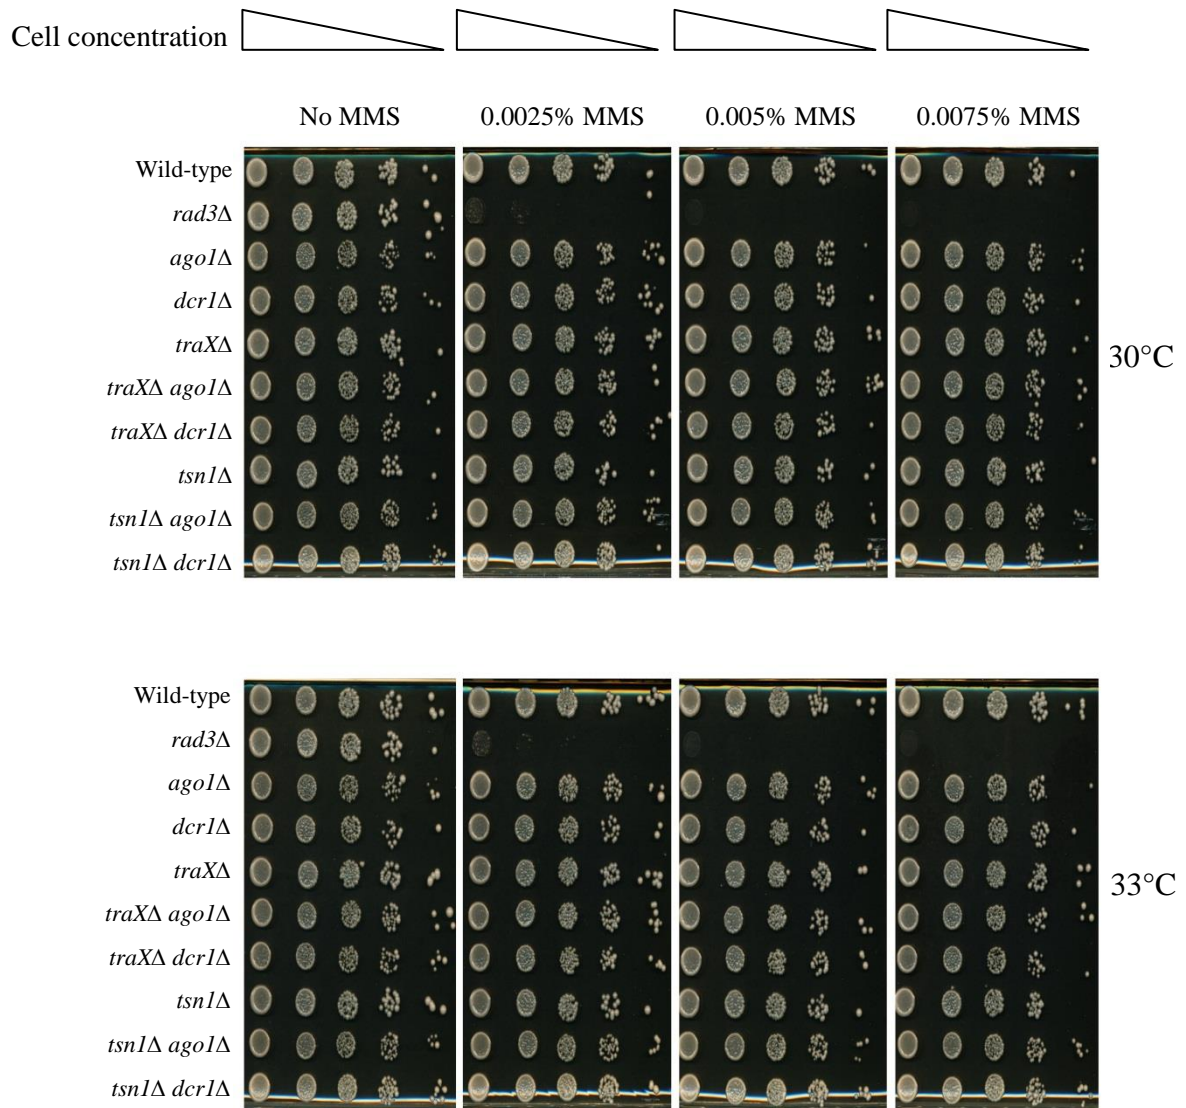 Cell concentration
No MMS 0.0025% MMS 0.005% MMS 0.0075% MMS
Wild-type
rad3Δ
ago1Δ
dcr1Δ
traXΔ
traXΔ ago1Δ
traXΔ dcr1Δ
tsn1Δ
tsn1Δ ago1Δ
tsn1Δ dcr1Δ
30°C
Wild-type
rad3Δ
ago1Δ
dcr1Δ
traXΔ
traXΔ ago1Δ
traXΔ dcr1Δ
tsn1Δ
tsn1Δ ago1Δ
tsn1Δ dcr1Δ
33°C